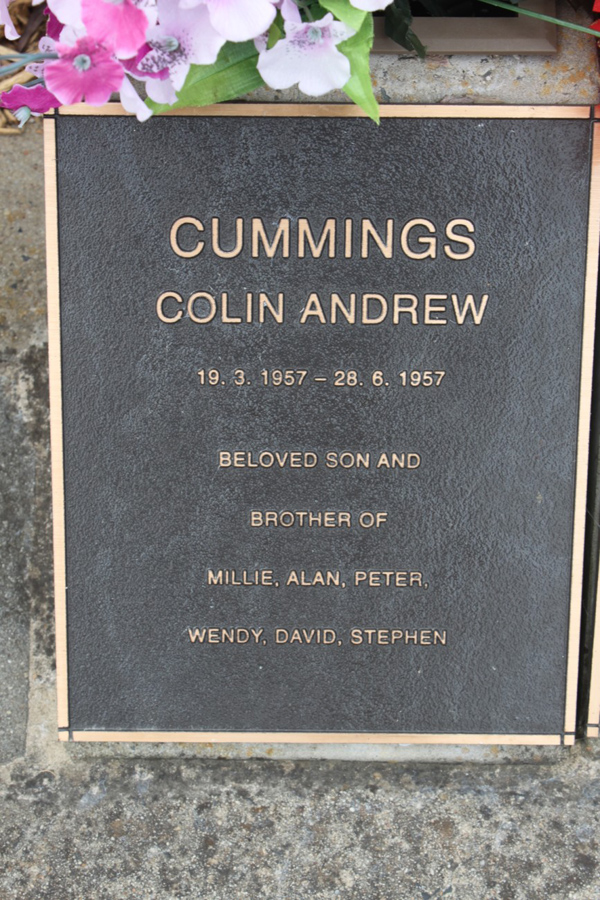 CUMMINGS
COLIN ANDREW
19. 3. 1957 – 28. 6. 1957
BELOVED SON AND
BROTHER OF
MILLIE, ALAN, PETER,
WENDY, DAVID, STEPHEN